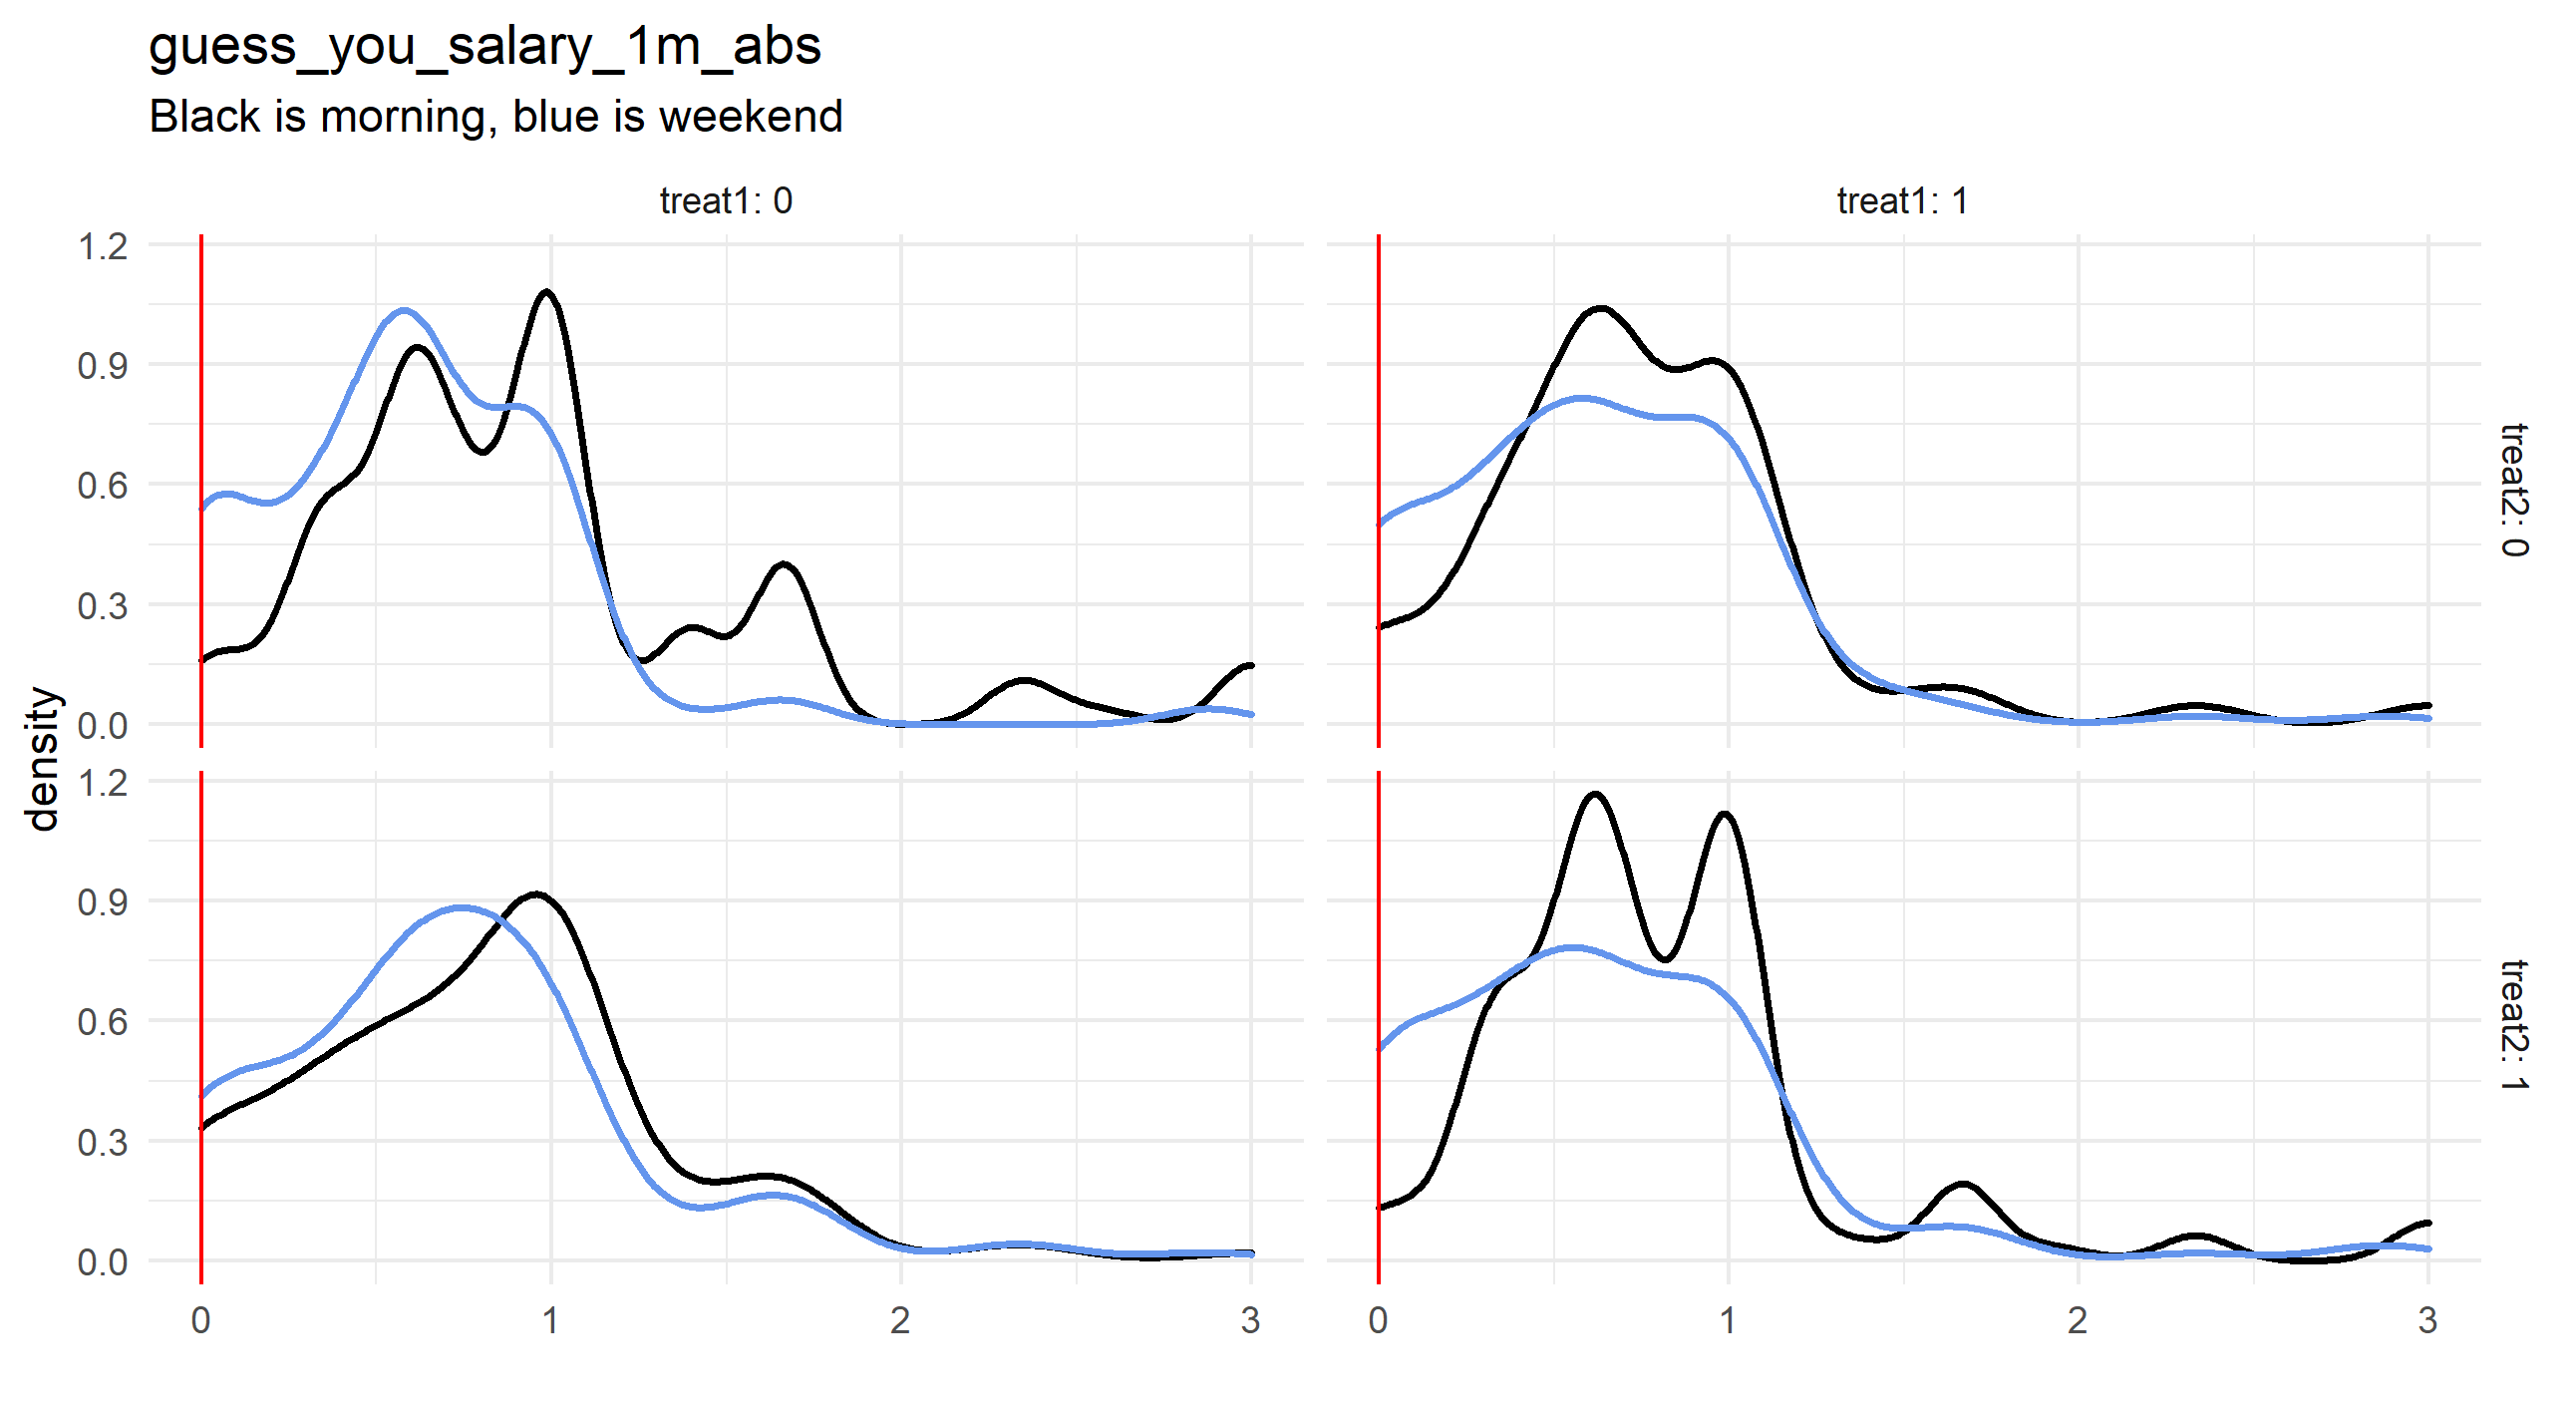 guess_you_salary_1m_abs
Black is morning, blue is weekend
treat1: 0
treat1: 1
1.2
0.9
0.6
0.3
0.0
treat2: 0
density
1.2
0.9
0.6
0.3
0.0
treat2: 1
0 1 2 3
0 1 2 3